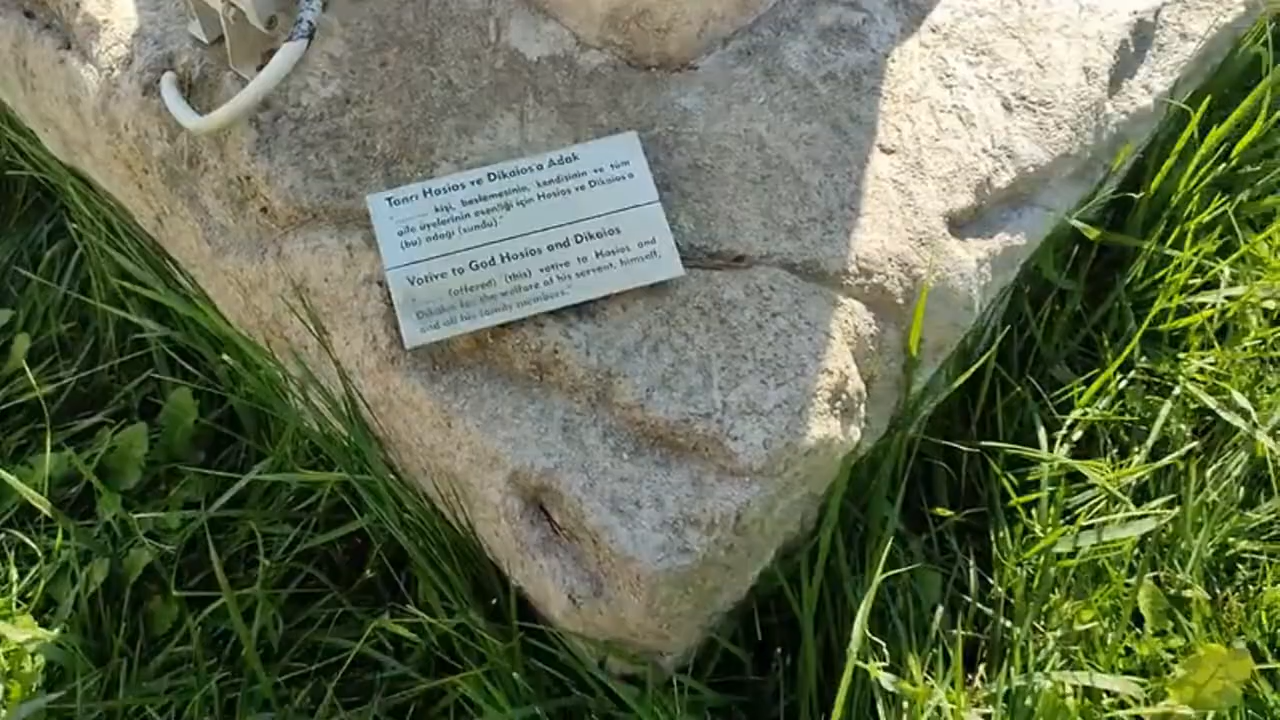 Tanrı Hosios ve Dikaios'a Adak
"........ kişi, beslemesinin, kendisinin ve tüm
aile üyelerinin esenliği için Hosios ve Dikaios'a
(bu) adağı (sundu)."
Votive to God Hosios and Dikaios
"........ (offered) (this) votive to Hosios and
Dikaios for the welfare of his servant, himself,
and all his family members."